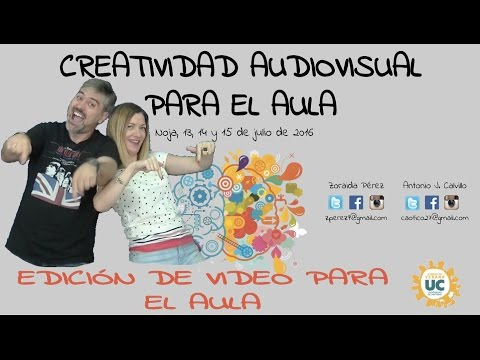 CREATIVIDAD AUDIOVISUAL
PARA EL AULA
Noja, 13, 14 y 15 de julio de 2016
Zoraida Pérez
Antonio J. Calvillo
zperez9@gmail.com
caotico27@gmail.com
EDICIÓN DE VIDEO PARA
EL AULA
UC